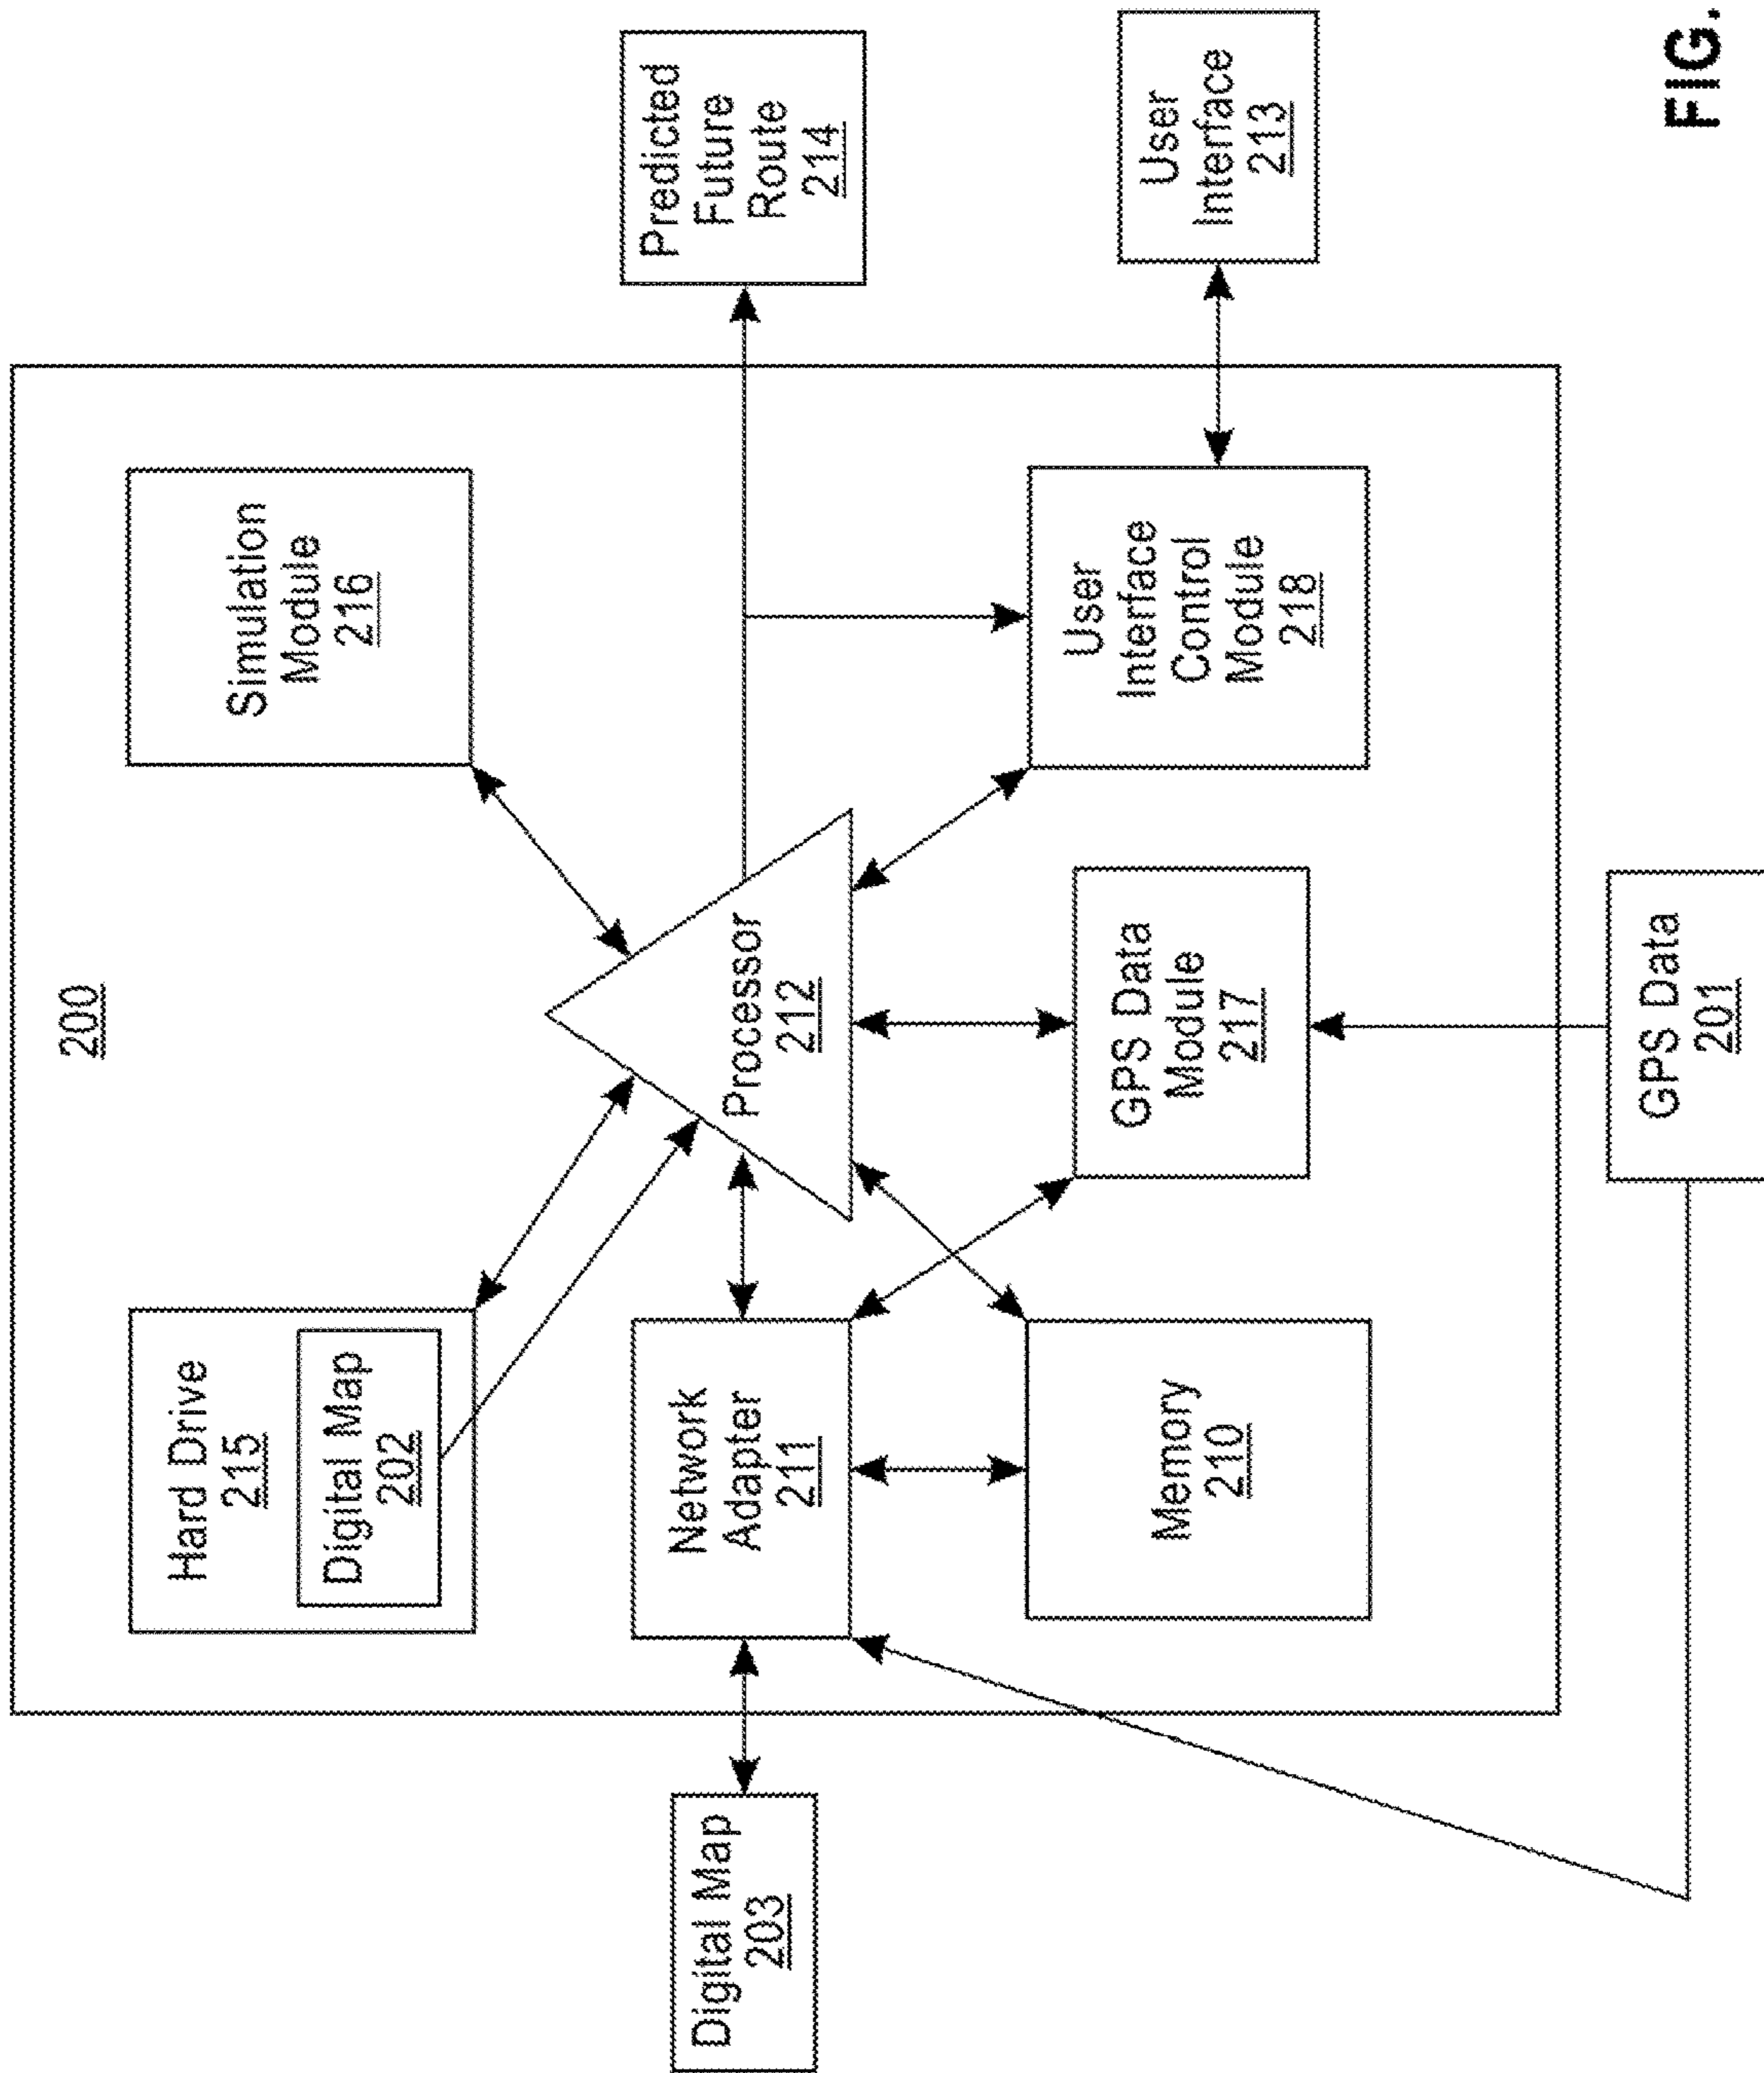 200
Hard Drive
215
Digital Map
202
Simulation
Module
216
Digital Map
203
Network
Adapter
211
Processor
212
Predicted
Future
Route
214
Memory
210
GPS Data
Module
217
User
Interface
Control
Module
218
User
Interface
213
GPS Data
201
FIG.